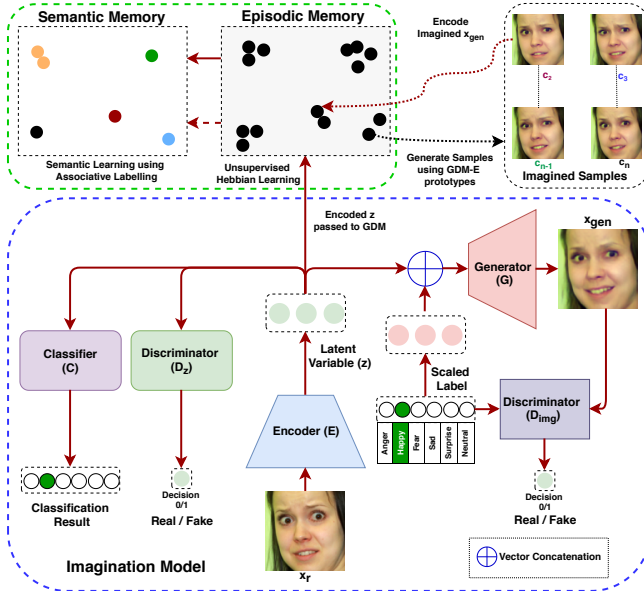 Semantic Memory
Episodic Memory
Encode
Imagined x_gen
c_2
c_3
Semantic Learning using
Associative Labelling
Unsupervised
Hebbian Learning
Generate Samples
using GDM-E
prototypes
c_n-1
c_n
Imagined Samples
Encoded z
passed to GDM
x_gen
Generator
(G)
Classifier
(C)
Discriminator
(D_z)
Latent
Variable (z)
Scaled
Label
Discriminator
(D_img)
Encoder (E)
Anger
Happy
Fear
Sad
Surprise
Neutral
Classification
Result
Decision
0/1
Real / Fake
Decision
0/1
Real / Fake
x_r
Imagination Model
Vector Concatenation